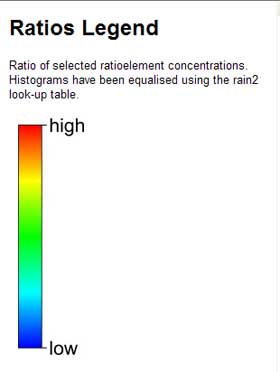 Ratios Legend
Ratio of selected ratioelement concentrations.
Histograms have been equalised using the rain2
look-up table.
high
low